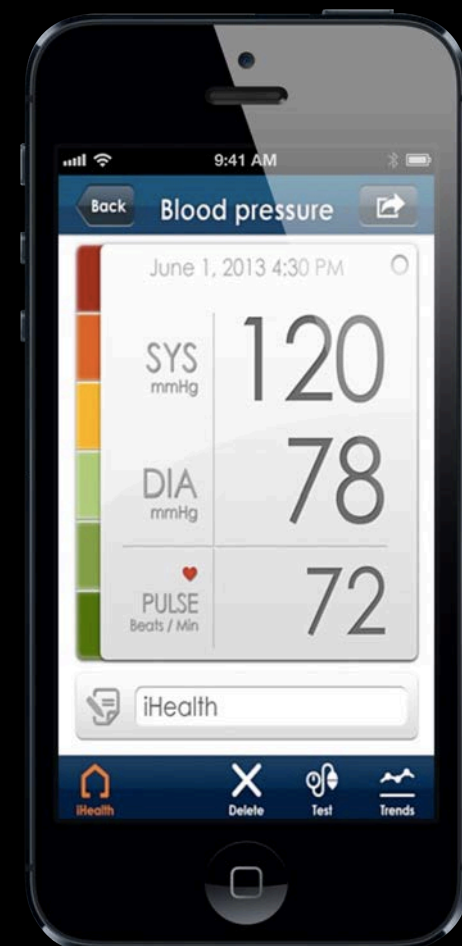 9:41 AM
Back Blood pressure
June 1, 2013 4:30 PM
SYS 120
mmHg
DIA 78
mmHg
PULSE 72
Beats / Min
iHealth
iHealth Delete Test Trends